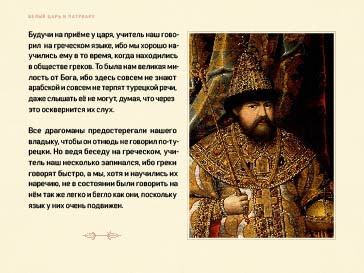 БЕЛЫЙ ЦАРЬ И ПАТРИАРХ
Будучи на приёме у царя, учитель наш гово-
рил на греческом языке, ибо мы хорошо на-
учились ему в то время, когда находились
в обществе греков. То была нам великая ми-
лость от Бога, ибо здесь совсем не знают
арабской и совсем не терпят турецкой речи,
даже слышать её не могут, думая, что через
это осквернится их слух.
Все драгоманы предостерегали нашего
владыку, чтобы он отнюдь не говорил по-ту-
рецки. Но ведя беседу на греческом, учи-
тель наш несколько запинался, ибо греки
говорят быстро, а мы, хотя и научились их
наречию, не в состоянии были говорить на
нём так же легко и бегло как они, поскольку
язык у них очень подвижен.